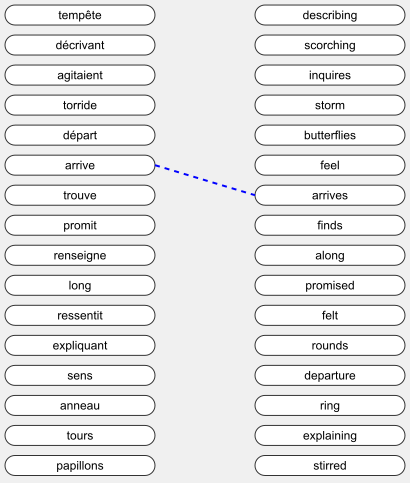 tempête describing
décrivant scorching
agitaient inquires
torride storm
départ butterflies
arrive feel
trouve arrives
promit finds
renseigne along
long promised
ressentit felt
expliquant rounds
sens departure
anneau ring
tours explaining
papillons stirred